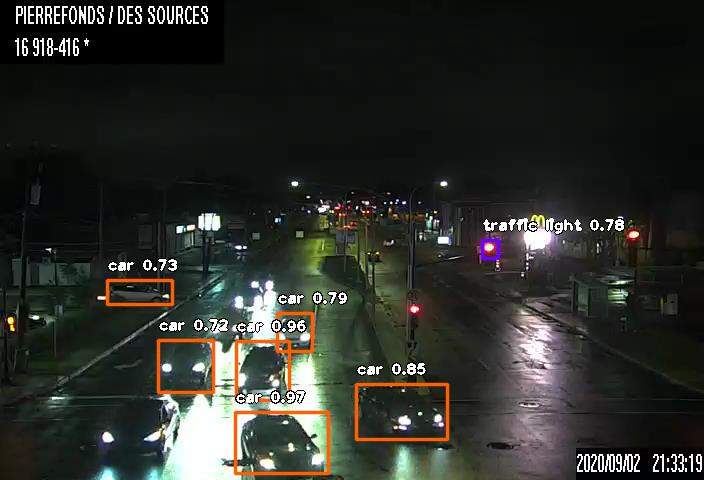 PIERREFONDS / DES SOURCES
16 918-416 *
traffic light 0.78
car 0.73
car 0.79
car 0.72
car 0.96
car 0.85
car 0.97
2020/09/02 21:33:19